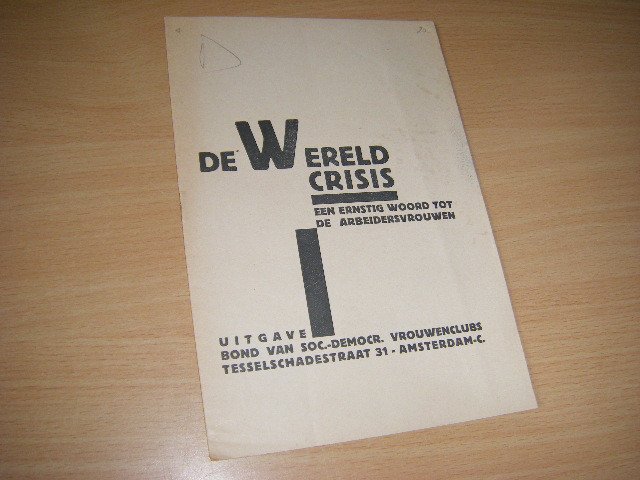 DE WERELD
CRISIS
EEN ERNSTIG WOORD TOT
DE ARBEIDERSVROUWEN
UITGAVE
BOND VAN SOC.-DEMOCR. VROUWENCLUBS
TESSELSCHADESTRAAT 31 - AMSTERDAM-C.